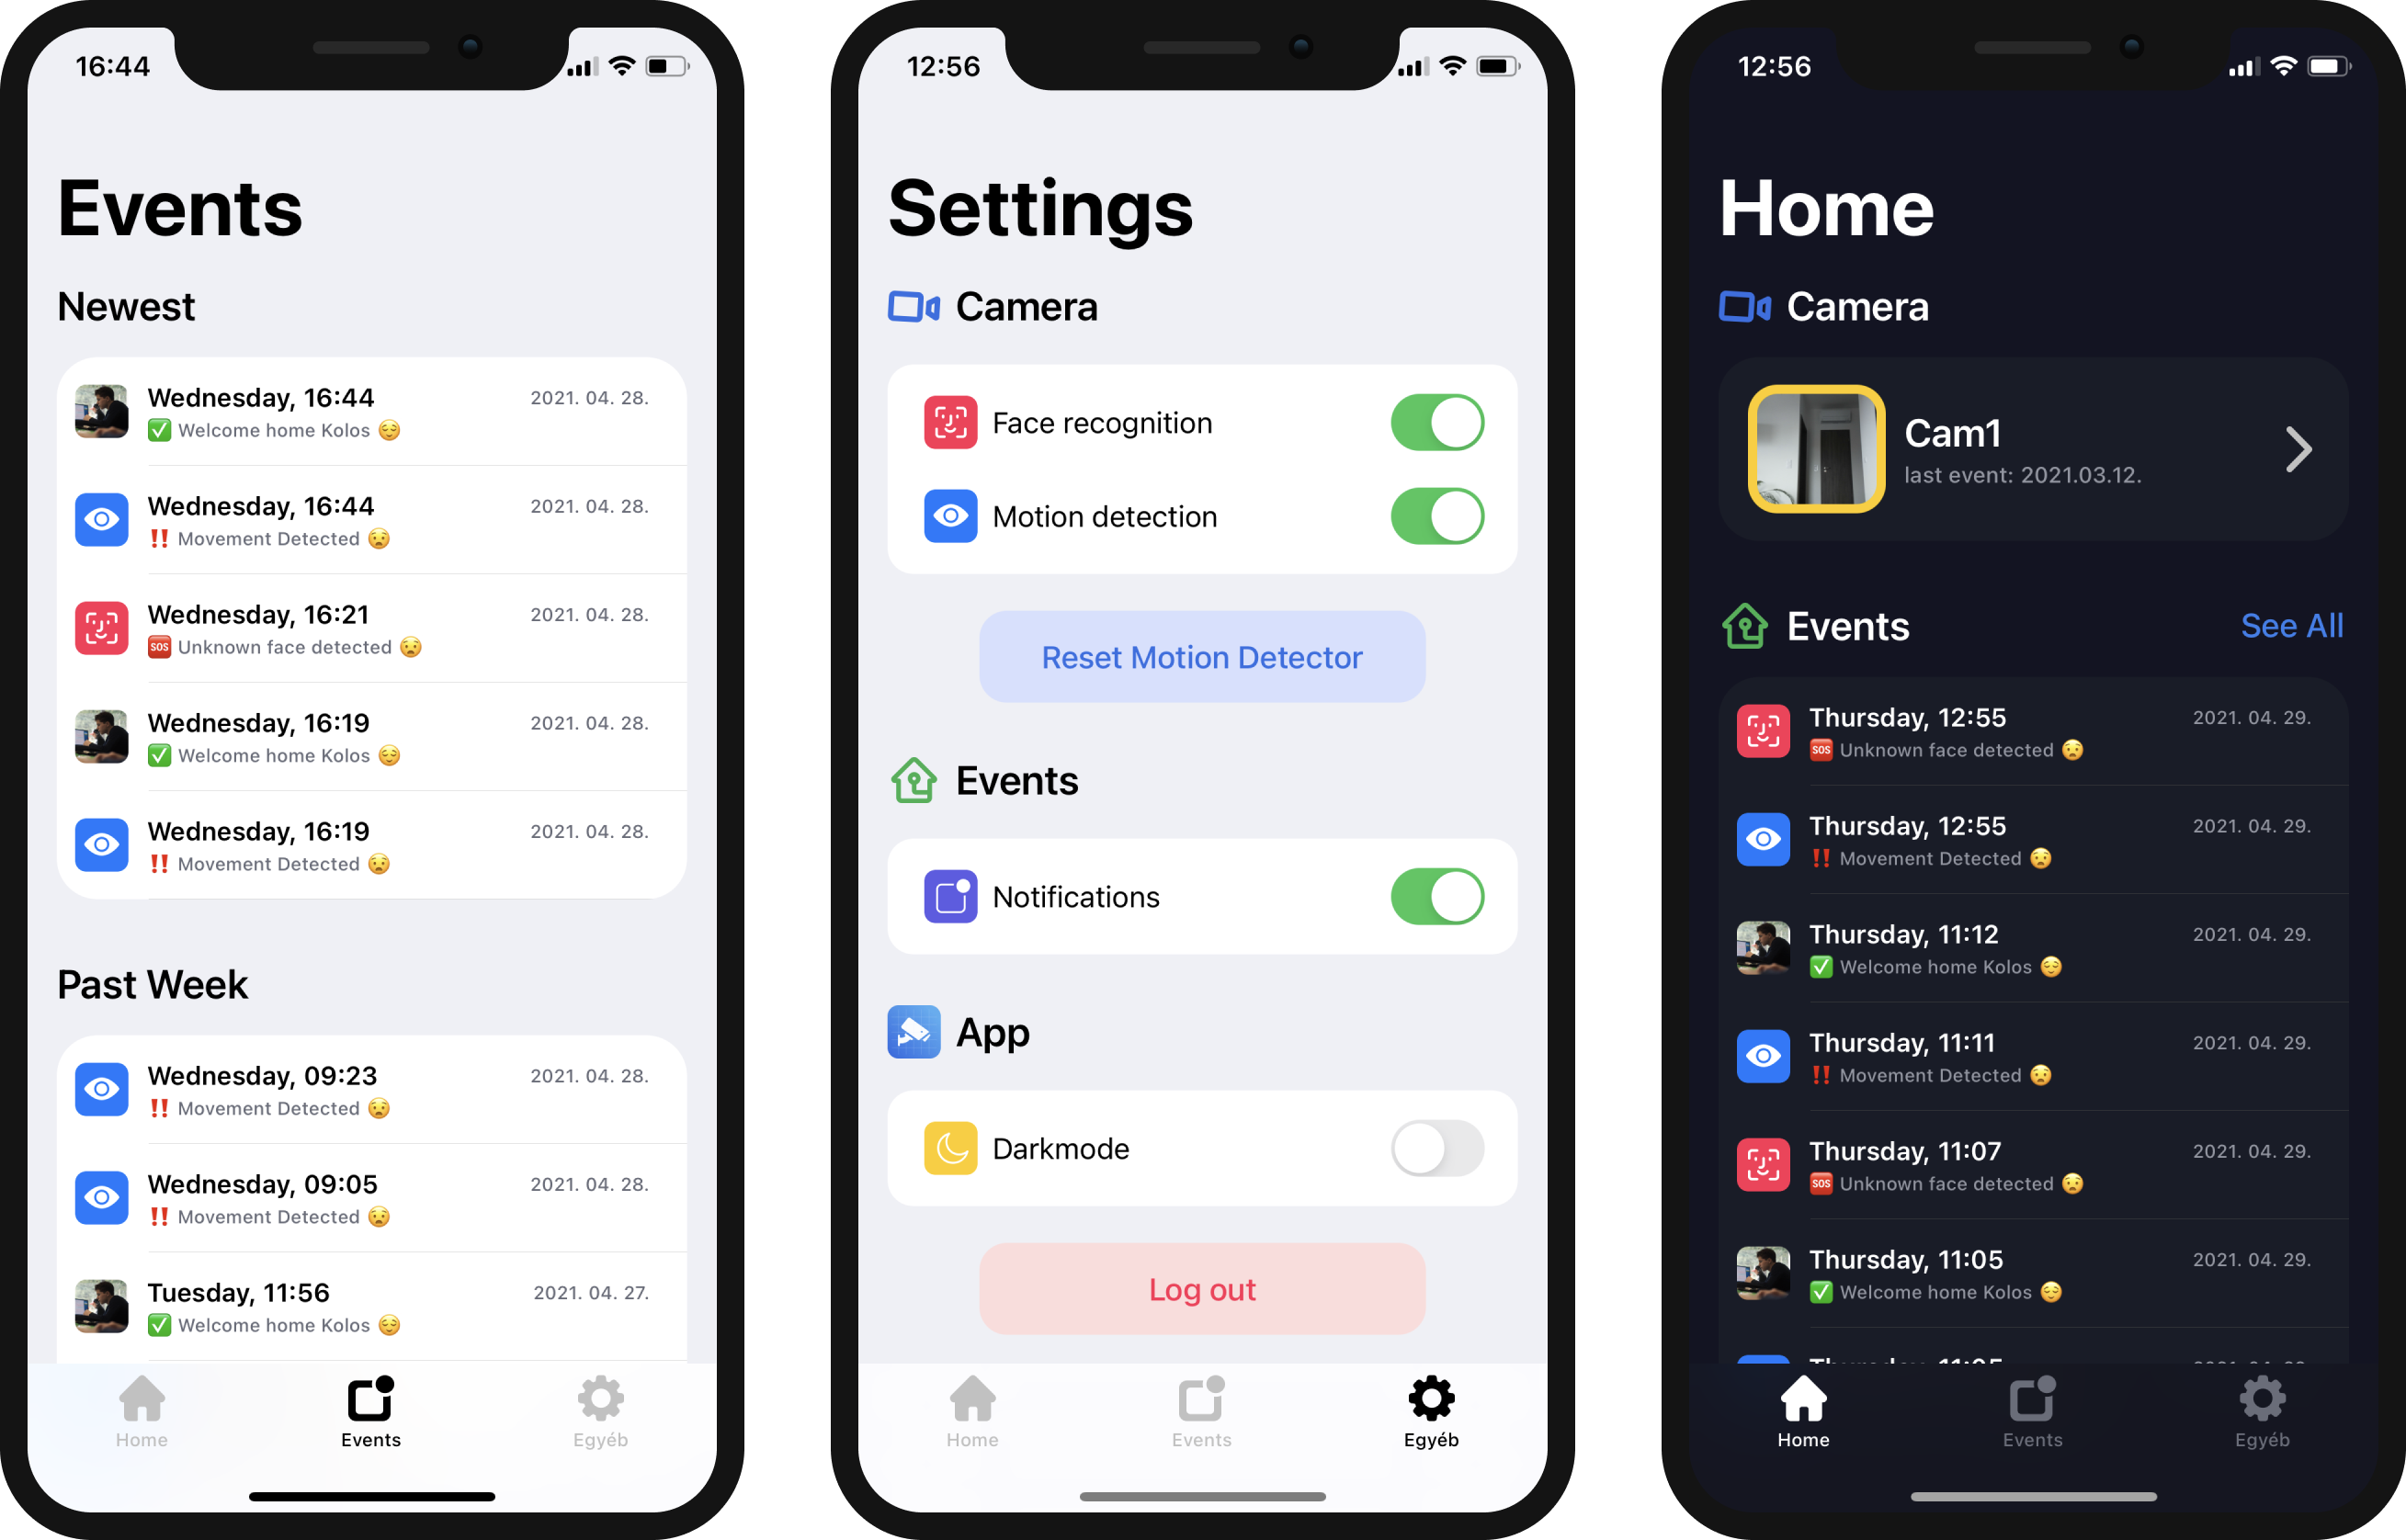 16:44
Events
Newest
Wednesday, 16:44
2021. 04. 28.
✅ Welcome home Kolos 😌
Wednesday, 16:44
2021. 04. 28.
‼️ Movement Detected 😧
Wednesday, 16:21
2021. 04. 28.
🆘 Unknown face detected 😧
Wednesday, 16:19
2021. 04. 28.
✅ Welcome home Kolos 😌
Wednesday, 16:19
2021. 04. 28.
‼️ Movement Detected 😧
Past Week
Wednesday, 09:23
2021. 04. 28.
‼️ Movement Detected 😧
Wednesday, 09:05
2021. 04. 28.
‼️ Movement Detected 😧
Tuesday, 11:56
2021. 04. 27.
✅ Welcome home Kolos 😌
Home
Events
Egyéb
12:56
Settings
Camera
Face recognition
Motion detection
Reset Motion Detector
Events
Notifications
App
Darkmode
Log out
Home
Events
Egyéb
12:56
Home
Camera
Cam1
last event: 2021.03.12.
Events
See All
Thursday, 12:55
2021. 04. 29.
🆘 Unknown face detected 😧
Thursday, 12:55
2021. 04. 29.
‼️ Movement Detected 😧
Thursday, 11:12
2021. 04. 29.
✅ Welcome home Kolos 😌
Thursday, 11:11
2021. 04. 29.
‼️ Movement Detected 😧
Thursday, 11:07
2021. 04. 29.
🆘 Unknown face detected 😧
Thursday, 11:05
2021. 04. 29.
✅ Welcome home Kolos 😌
Home
Events
Egyéb